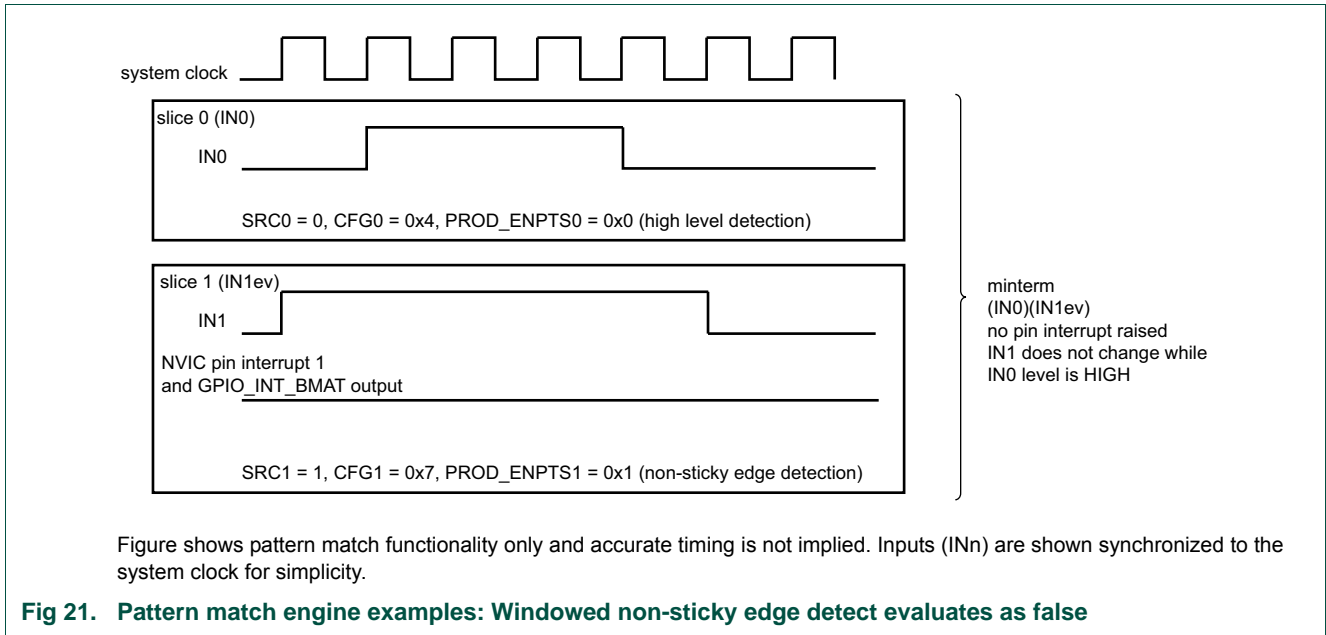 system clock
slice 0 (IN0)
IN0
SRC0 = 0, CFG0 = 0x4, PROD_ENPTS0 = 0x0 (high level detection)
slice 1 (IN1ev)
IN1
NVIC pin interrupt 1
and GPIO_INT_BMAT output
SRC1 = 1, CFG1 = 0x7, PROD_ENPTS1 = 0x1 (non-sticky edge detection)
minterm
(IN0)(IN1ev)
no pin interrupt raised
IN1 does not change while
IN0 level is HIGH
Figure shows pattern match functionality only and accurate timing is not implied. Inputs (INn) are shown synchronized to the
system clock for simplicity.
Fig 21. Pattern match engine examples: Windowed non-sticky edge detect evaluates as false